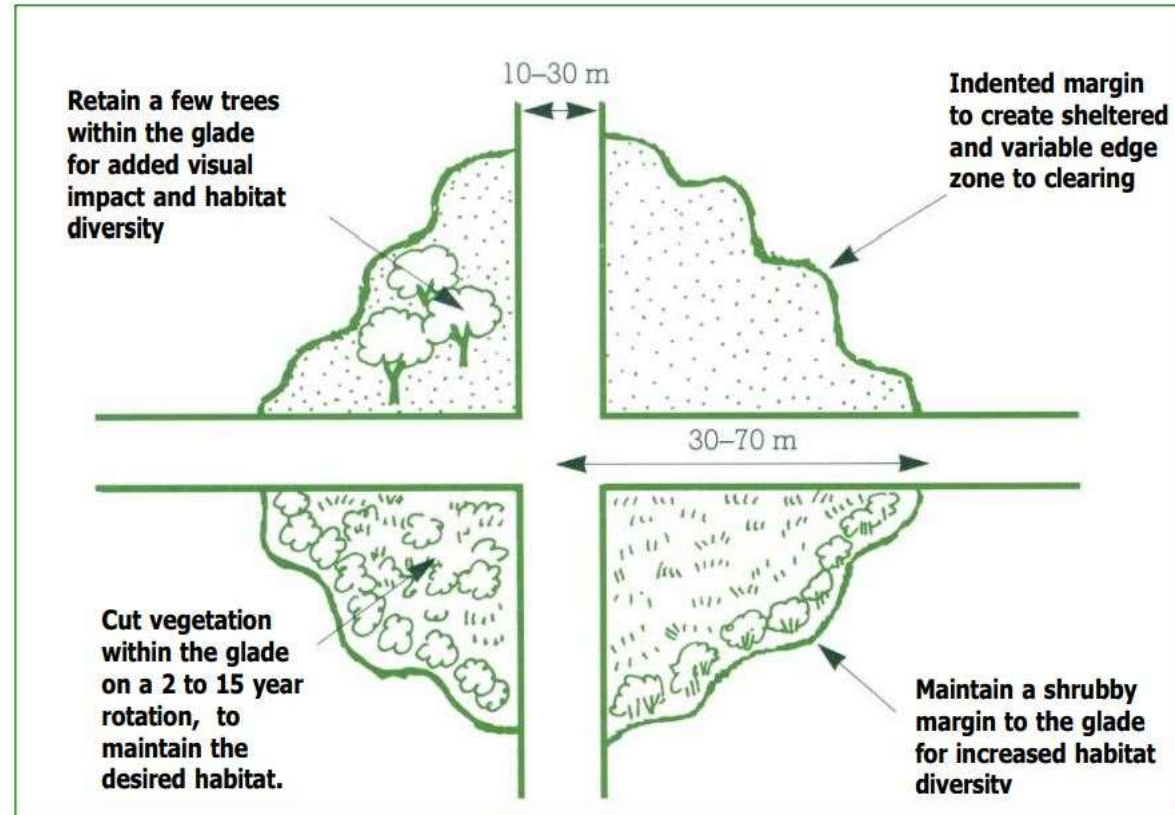 10–30 m
Retain a few trees
within the glade
for added visual
impact and habitat
diversity
Indented margin
to create sheltered
and variable edge
zone to clearing
30–70 m
Cut vegetation
within the glade
on a 2 to 15 year
rotation, to
maintain the
desired habitat.
Maintain a shrubby
margin to the glade
for increased habitat
diversity